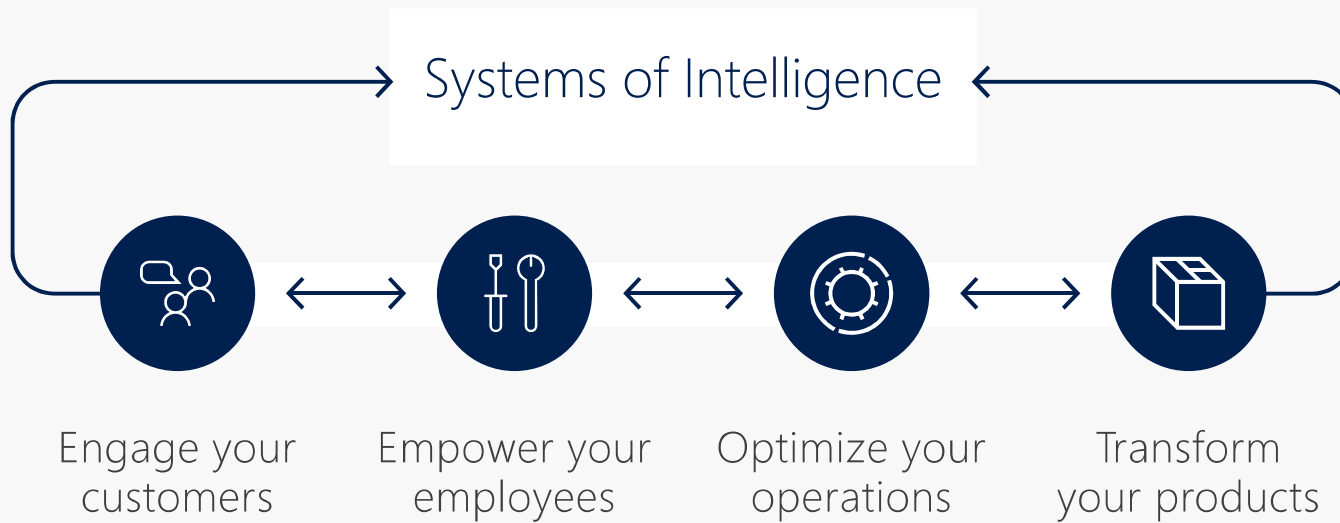 Systems of Intelligence
Engage your
customers
Empower your
employees
Optimize your
operations
Transform
your products